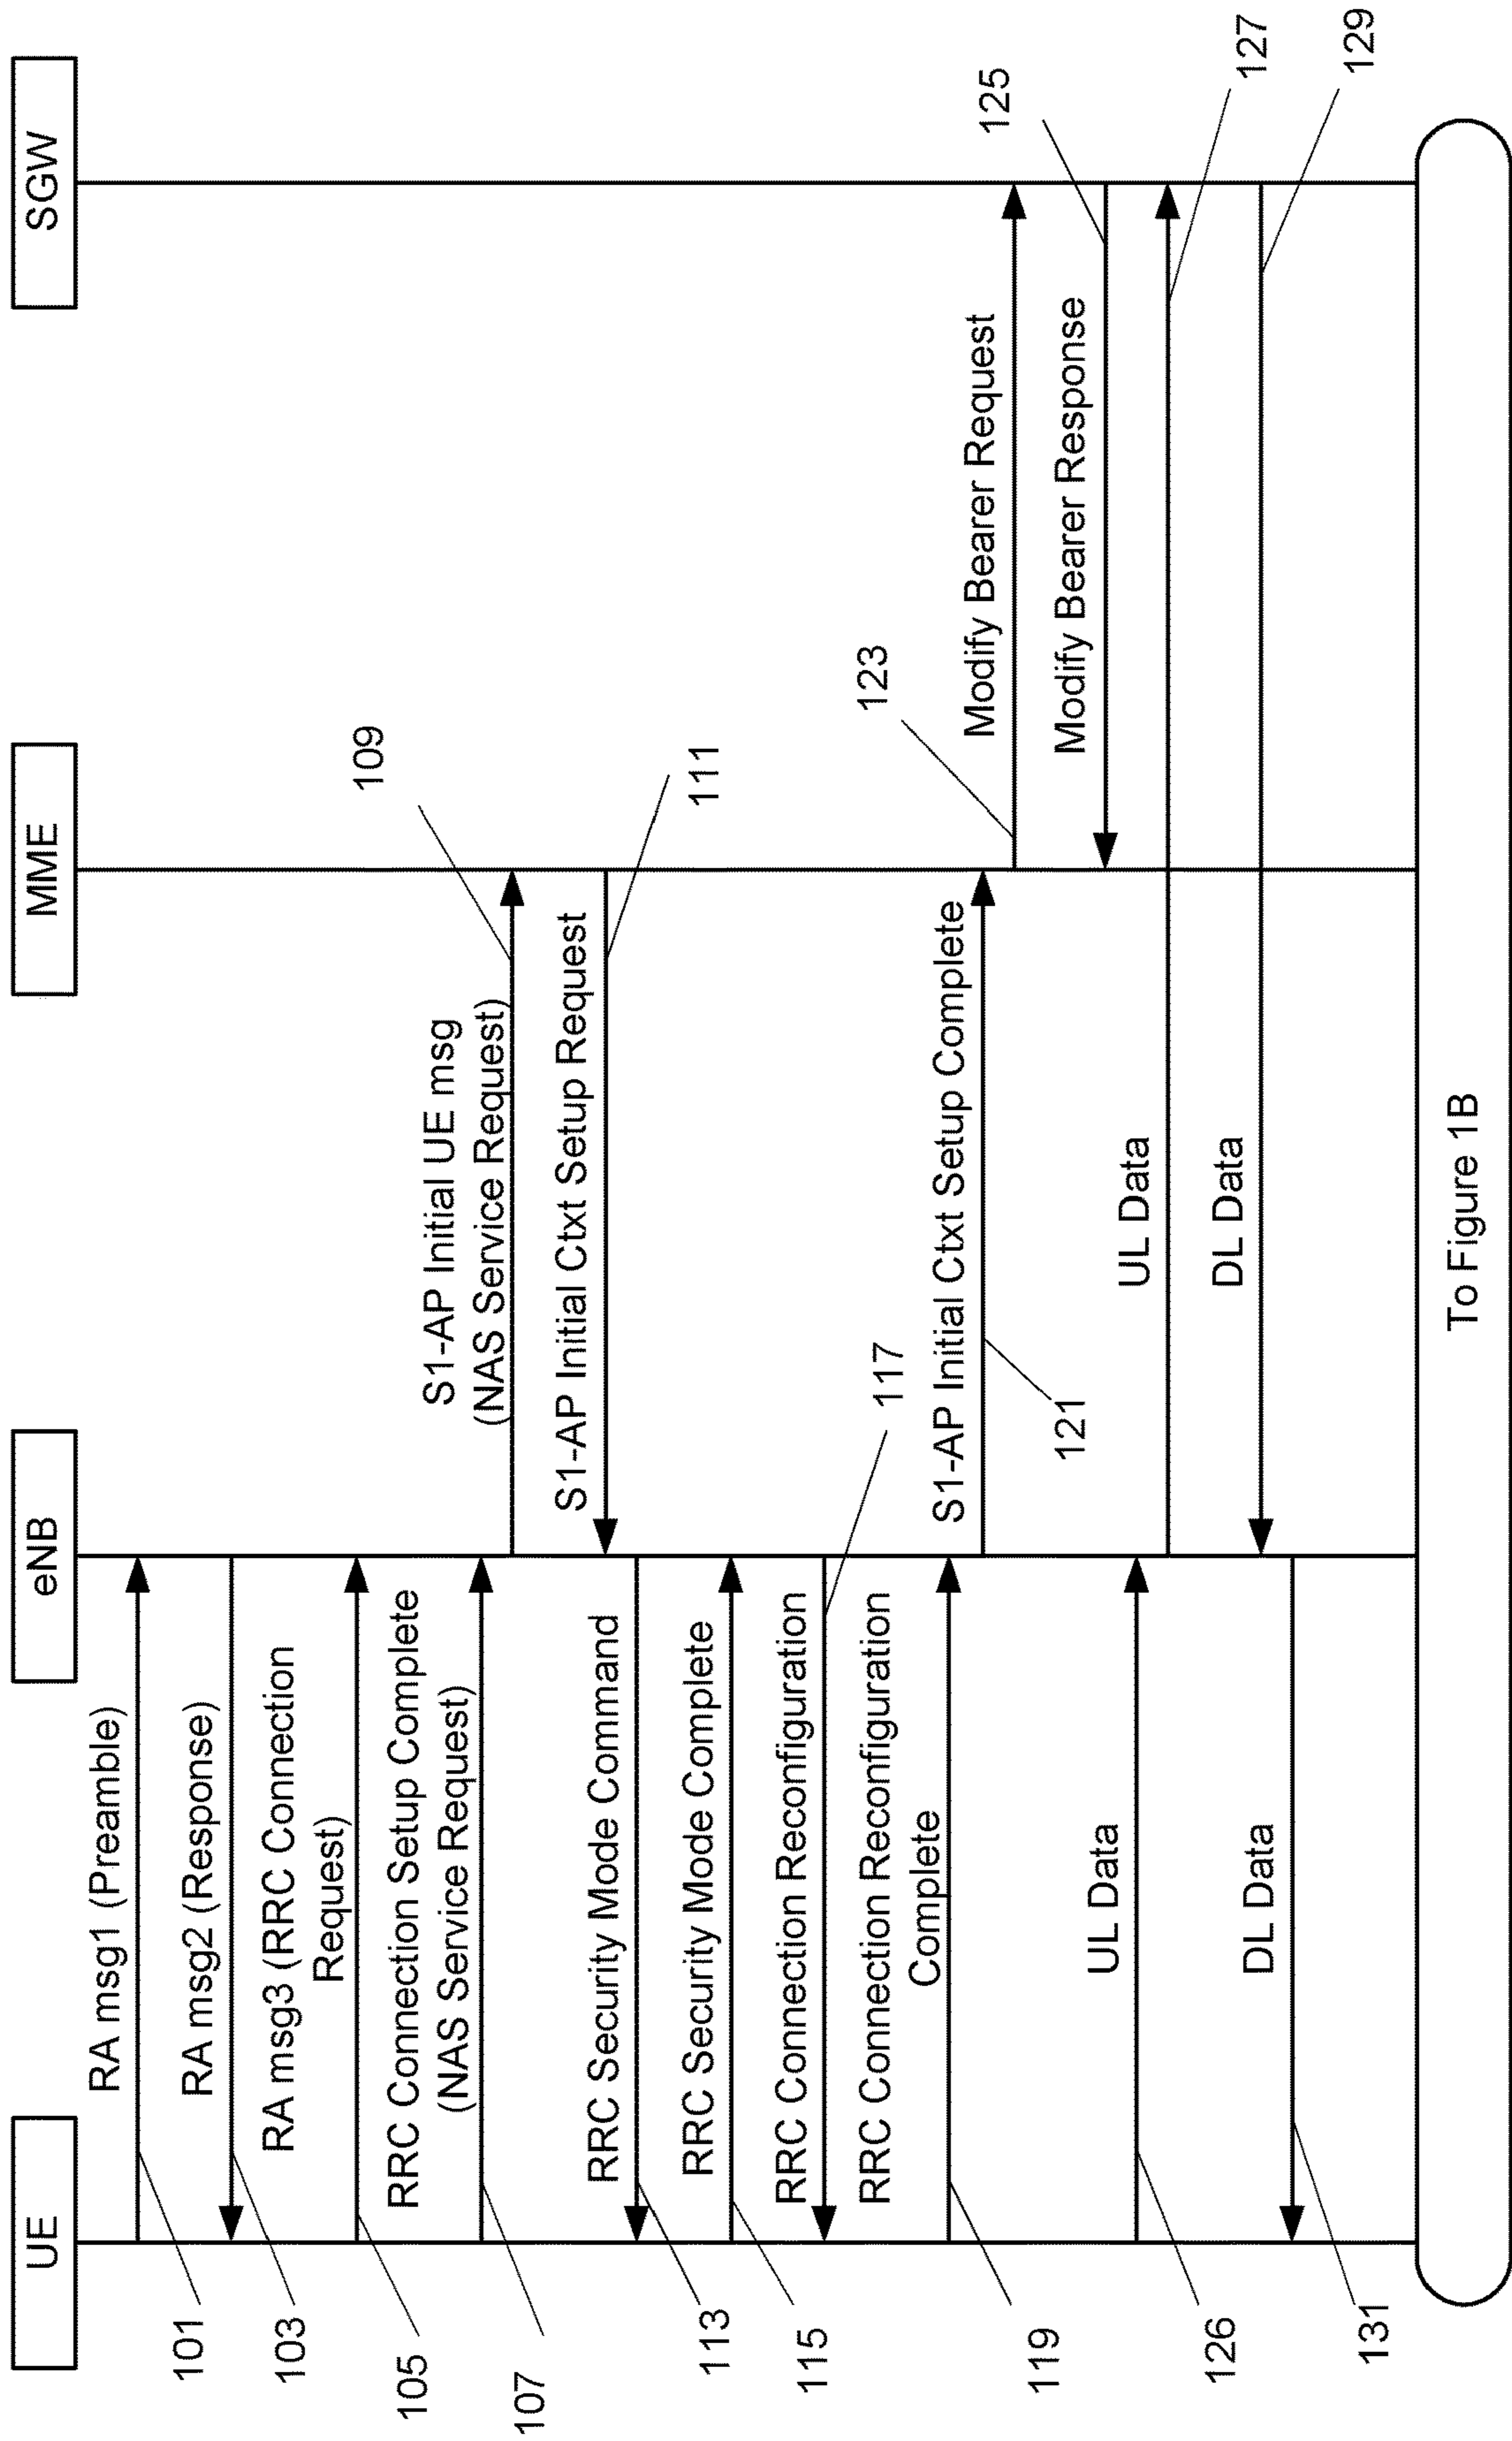 UE
eNB
MME
SGW
RA msg1 (Preamble)
101
RA msg2 (Response)
103
RA msg3 (RRC Connection
Request)
105
RRC Connection Setup Complete
(NAS Service Request)
107
S1-AP Initial UE msg
(NAS Service Request)
109
S1-AP Initial Ctxt Setup Request
111
RRC Security Mode Command
113
RRC Security Mode Complete
115
RRC Connection Reconfiguration
117
RRC Connection Reconfiguration
Complete
119
S1-AP Initial Ctxt Setup Complete
121
Modify Bearer Request
123
Modify Bearer Response
125
UL Data
126
UL Data
127
DL Data
129
DL Data
131
To Figure 1B